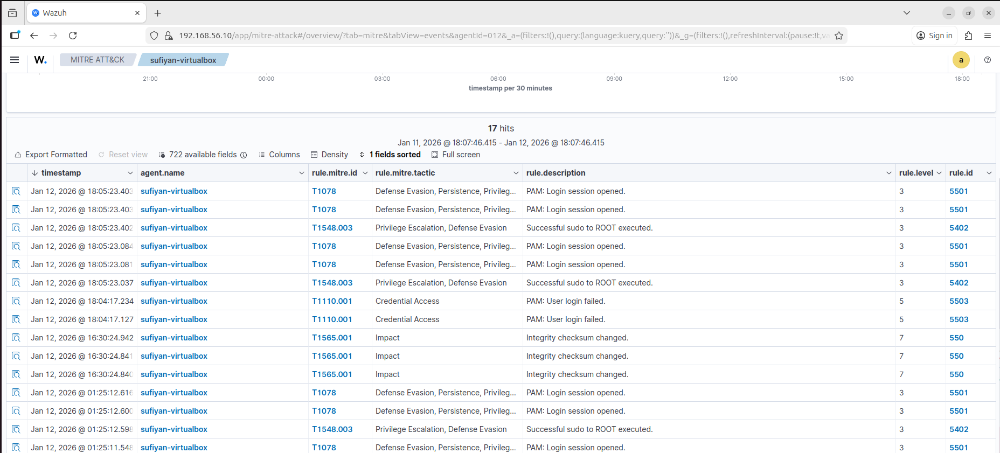 Wazuh
192.168.56.10/app/mitre-attack#/overview/?tab=mitre&tabView=events&agentId=012&_a=(filters:!(),query:(language:kuery,query:''))&_g=(filters:!(),refreshInterval:(pause:!t,va
Sign in
W. MITRE ATT&CK sufiyan-virtualbox a
21:00 00:00 03:00 06:00 09:00 12:00 15:00 18:00
timestamp per 30 minutes
17 hits
Jan 11, 2026 @ 18:07:46.415 - Jan 12, 2026 @ 18:07:46.415
Export Formatted Reset view 722 available fields Columns Density 1 fields sorted Full screen
timestamp agent.name rule.mitre.id rule.mitre.tactic rule.description rule.level rule.id
Jan 12, 2026 @ 18:05:23.403 sufiyan-virtualbox T1078 Defense Evasion, Persistence, Privileg... PAM: Login session opened. 3 5501
Jan 12, 2026 @ 18:05:23.403 sufiyan-virtualbox T1078 Defense Evasion, Persistence, Privileg... PAM: Login session opened. 3 5501
Jan 12, 2026 @ 18:05:23.402 sufiyan-virtualbox T1548.003 Privilege Escalation, Defense Evasion Successful sudo to ROOT executed. 3 5402
Jan 12, 2026 @ 18:05:23.084 sufiyan-virtualbox T1078 Defense Evasion, Persistence, Privileg... PAM: Login session opened. 3 5501
Jan 12, 2026 @ 18:05:23.081 sufiyan-virtualbox T1078 Defense Evasion, Persistence, Privileg... PAM: Login session opened. 3 5501
Jan 12, 2026 @ 18:05:23.037 sufiyan-virtualbox T1548.003 Privilege Escalation, Defense Evasion Successful sudo to ROOT executed. 3 5402
Jan 12, 2026 @ 18:04:17.234 sufiyan-virtualbox T1110.001 Credential Access PAM: User login failed. 5 5503
Jan 12, 2026 @ 18:04:17.127 sufiyan-virtualbox T1110.001 Credential Access PAM: User login failed. 5 5503
Jan 12, 2026 @ 16:30:24.942 sufiyan-virtualbox T1565.001 Impact Integrity checksum changed. 7 550
Jan 12, 2026 @ 16:30:24.841 sufiyan-virtualbox T1565.001 Impact Integrity checksum changed. 7 550
Jan 12, 2026 @ 16:30:24.840 sufiyan-virtualbox T1565.001 Impact Integrity checksum changed. 7 550
Jan 12, 2026 @ 01:25:12.616 sufiyan-virtualbox T1078 Defense Evasion, Persistence, Privileg... PAM: Login session opened. 3 5501
Jan 12, 2026 @ 01:25:12.600 sufiyan-virtualbox T1078 Defense Evasion, Persistence, Privileg... PAM: Login session opened. 3 5501
Jan 12, 2026 @ 01:25:12.598 sufiyan-virtualbox T1548.003 Privilege Escalation, Defense Evasion Successful sudo to ROOT executed. 3 5402
Jan 12, 2026 @ 01:25:11.548 sufiyan-virtualbox T1078 Defense Evasion, Persistence, Privileg... PAM: Login session opened. 3 5501